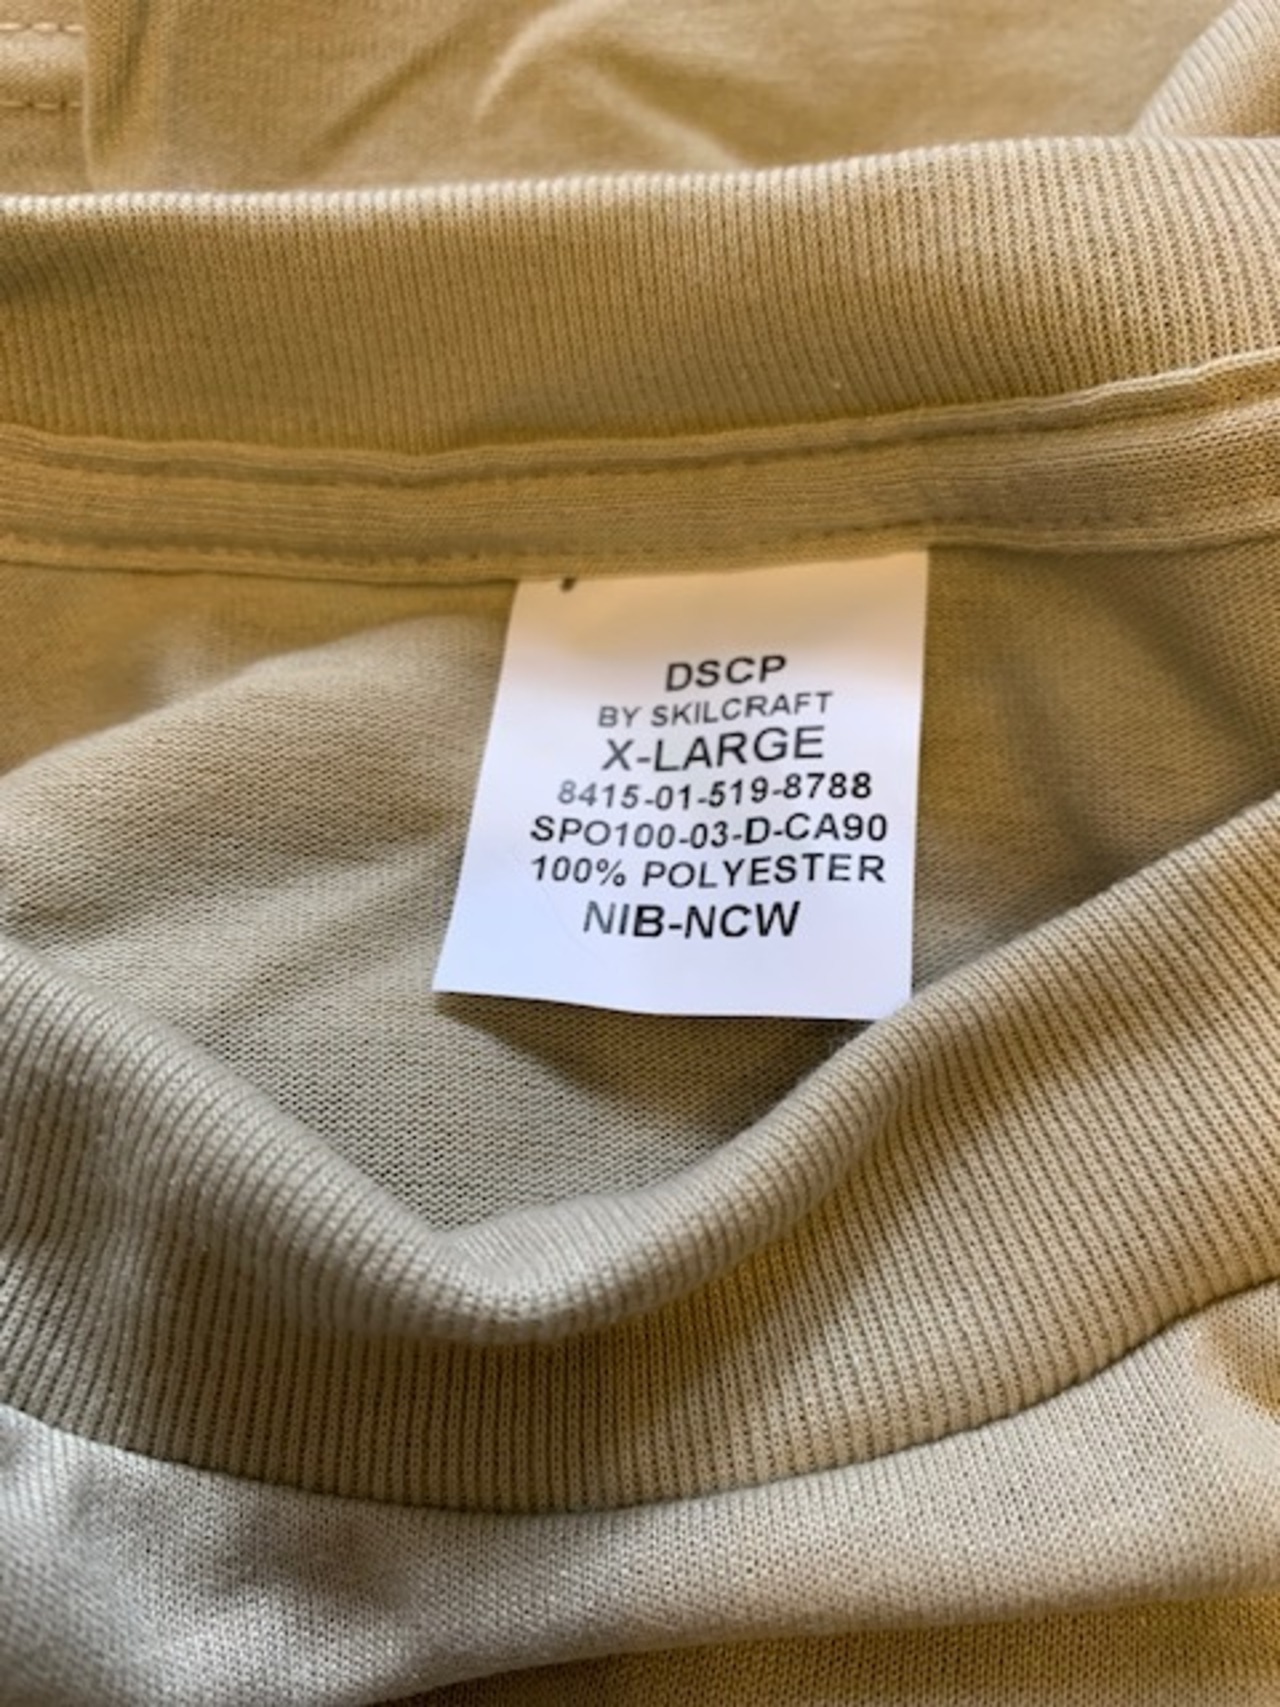 DSCP
BY SKILCRAFT
X-LARGE
8415-01-519-8788
SPO100-03-D-CA90
100% POLYESTER
NIB-NCW